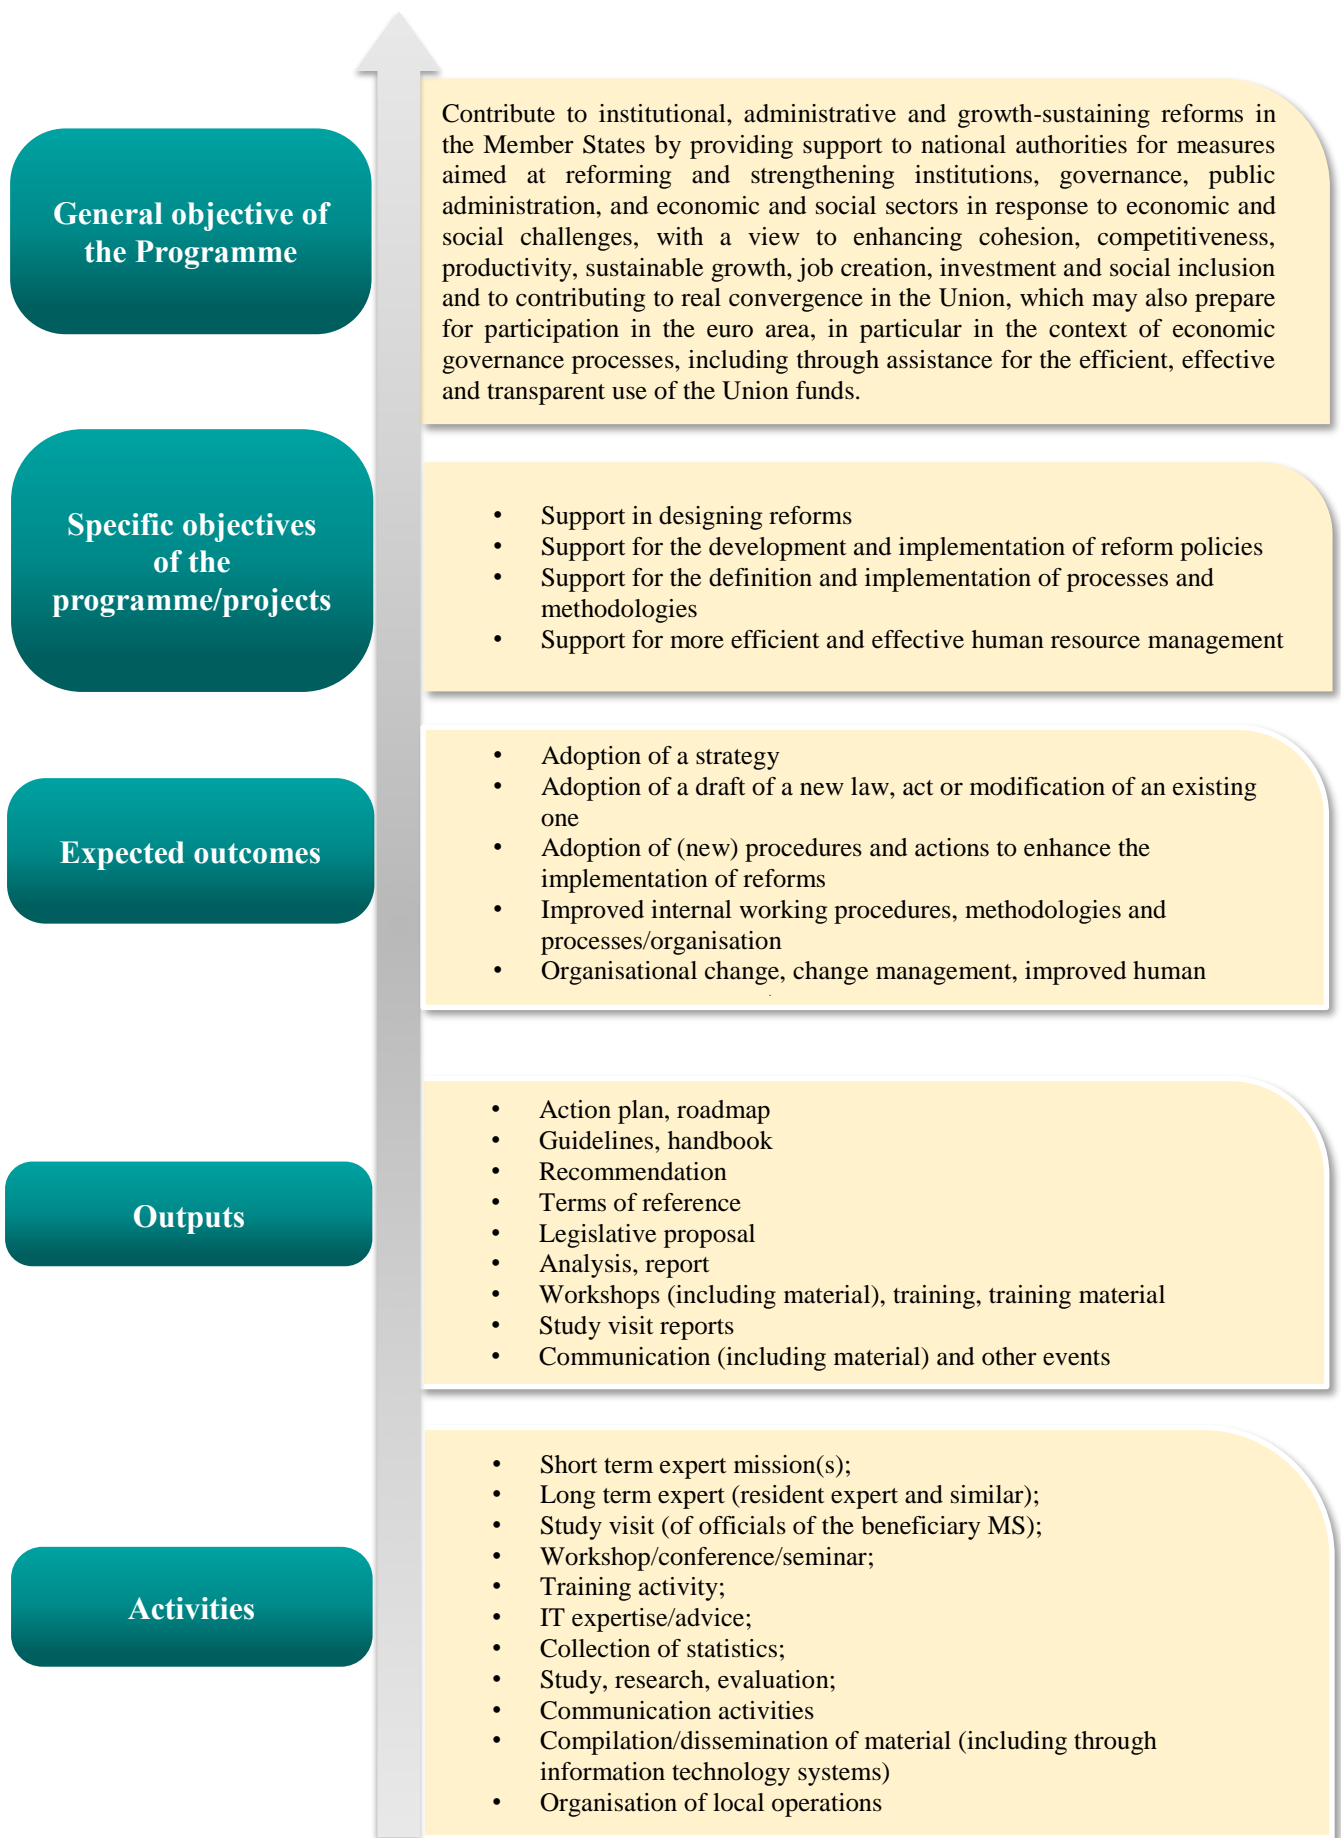 General objective of
the Programme
Contribute to institutional, administrative and growth-sustaining reforms in
the Member States by providing support to national authorities for measures
aimed at reforming and strengthening institutions, governance, public
administration, and economic and social sectors in response to economic and
social challenges, with a view to enhancing cohesion, competitiveness,
productivity, sustainable growth, job creation, investment and social inclusion
and to contributing to real convergence in the Union, which may also prepare
for participation in the euro area, in particular in the context of economic
governance processes, including through assistance for the efficient, effective
and transparent use of the Union funds.
Specific objectives
of the
programme/projects
• Support in designing reforms
• Support for the development and implementation of reform policies
• Support for the definition and implementation of processes and
methodologies
• Support for more efficient and effective human resource management
Expected outcomes
• Adoption of a strategy
• Adoption of a draft of a new law, act or modification of an existing
one
• Adoption of (new) procedures and actions to enhance the
implementation of reforms
• Improved internal working procedures, methodologies and
processes/organisation
• Organisational change, change management, improved human
Outputs
• Action plan, roadmap
• Guidelines, handbook
• Recommendation
• Terms of reference
• Legislative proposal
• Analysis, report
• Workshops (including material), training, training material
• Study visit reports
• Communication (including material) and other events
Activities
• Short term expert mission(s);
• Long term expert (resident expert and similar);
• Study visit (of officials of the beneficiary MS);
• Workshop/conference/seminar;
• Training activity;
• IT expertise/advice;
• Collection of statistics;
• Study, research, evaluation;
• Communication activities
• Compilation/dissemination of material (including through
information technology systems)
• Organisation of local operations